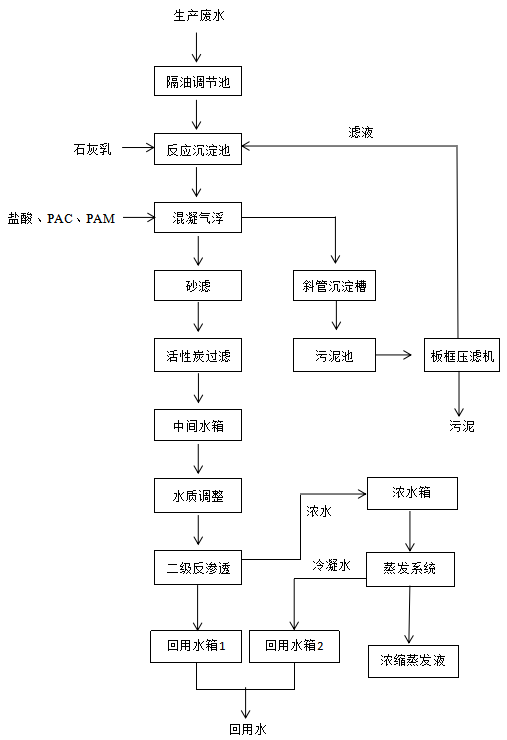 生产废水
隔油调节池
滤液
石灰乳
反应沉淀池
盐酸、PAC、PAM
混凝气浮
砂滤
斜管沉淀槽
活性炭过滤
污泥池
板框压滤机
中间水箱
污泥
水质调整
浓水箱
浓水
二级反渗透
冷凝水
蒸发系统
回用水箱1
回用水箱2
浓缩蒸发液
回用水